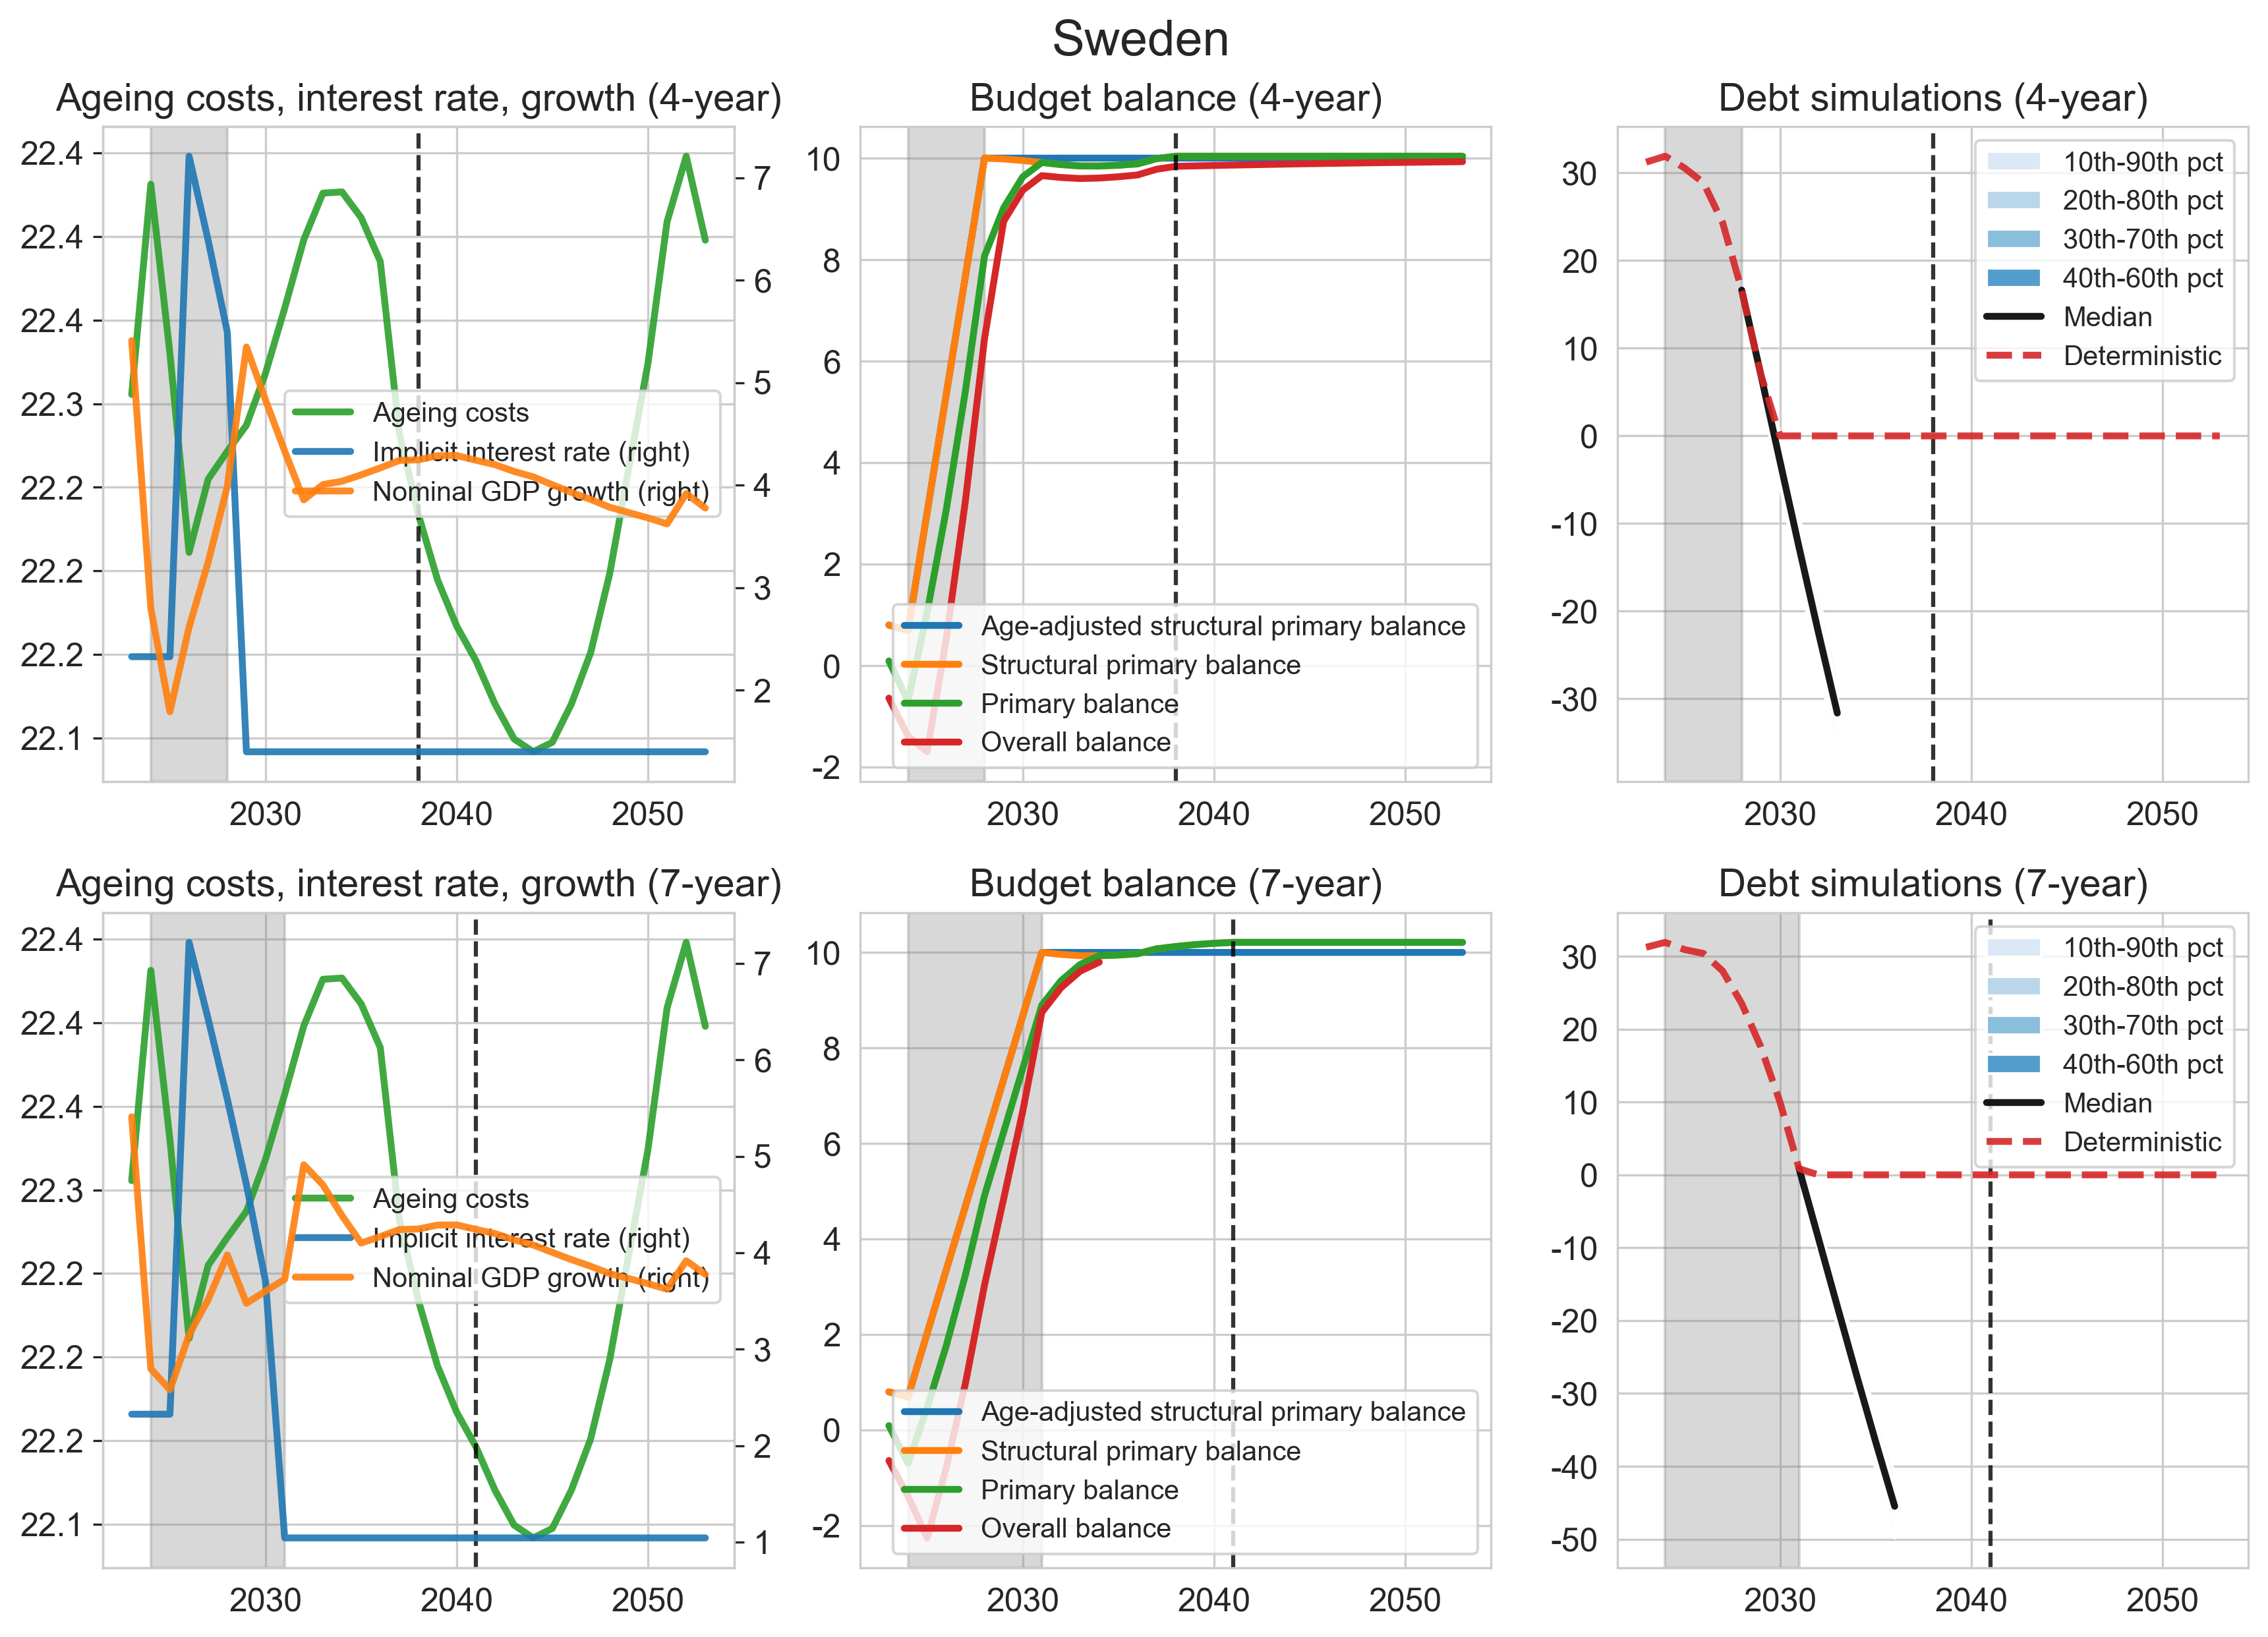 Sweden
Ageing costs, interest rate, growth (4-year)
22.4
22.4
22.4
22.3
22.2
22.2
22.2
22.1
7
6
5
4
3
2
Ageing costs
Implicit interest rate (right)
Nominal GDP growth (right)
2030
2040
2050
Budget balance (4-year)
10
8
6
4
2
0
-2
Age-adjusted structural primary balance
Structural primary balance
Primary balance
Overall balance
2030
2040
2050
Debt simulations (4-year)
30
20
10
0
-10
-20
-30
10th-90th pct
20th-80th pct
30th-70th pct
40th-60th pct
Median
Deterministic
2030
2040
2050
Ageing costs, interest rate, growth (7-year)
22.4
22.4
22.4
22.3
22.2
22.2
22.2
22.1
7
6
5
4
3
2
1
Ageing costs
Implicit interest rate (right)
Nominal GDP growth (right)
2030
2040
2050
Budget balance (7-year)
10
8
6
4
2
0
-2
Age-adjusted structural primary balance
Structural primary balance
Primary balance
Overall balance
2030
2040
2050
Debt simulations (7-year)
30
20
10
0
-10
-20
-30
-40
-50
10th-90th pct
20th-80th pct
30th-70th pct
40th-60th pct
Median
Deterministic
2030
2040
2050